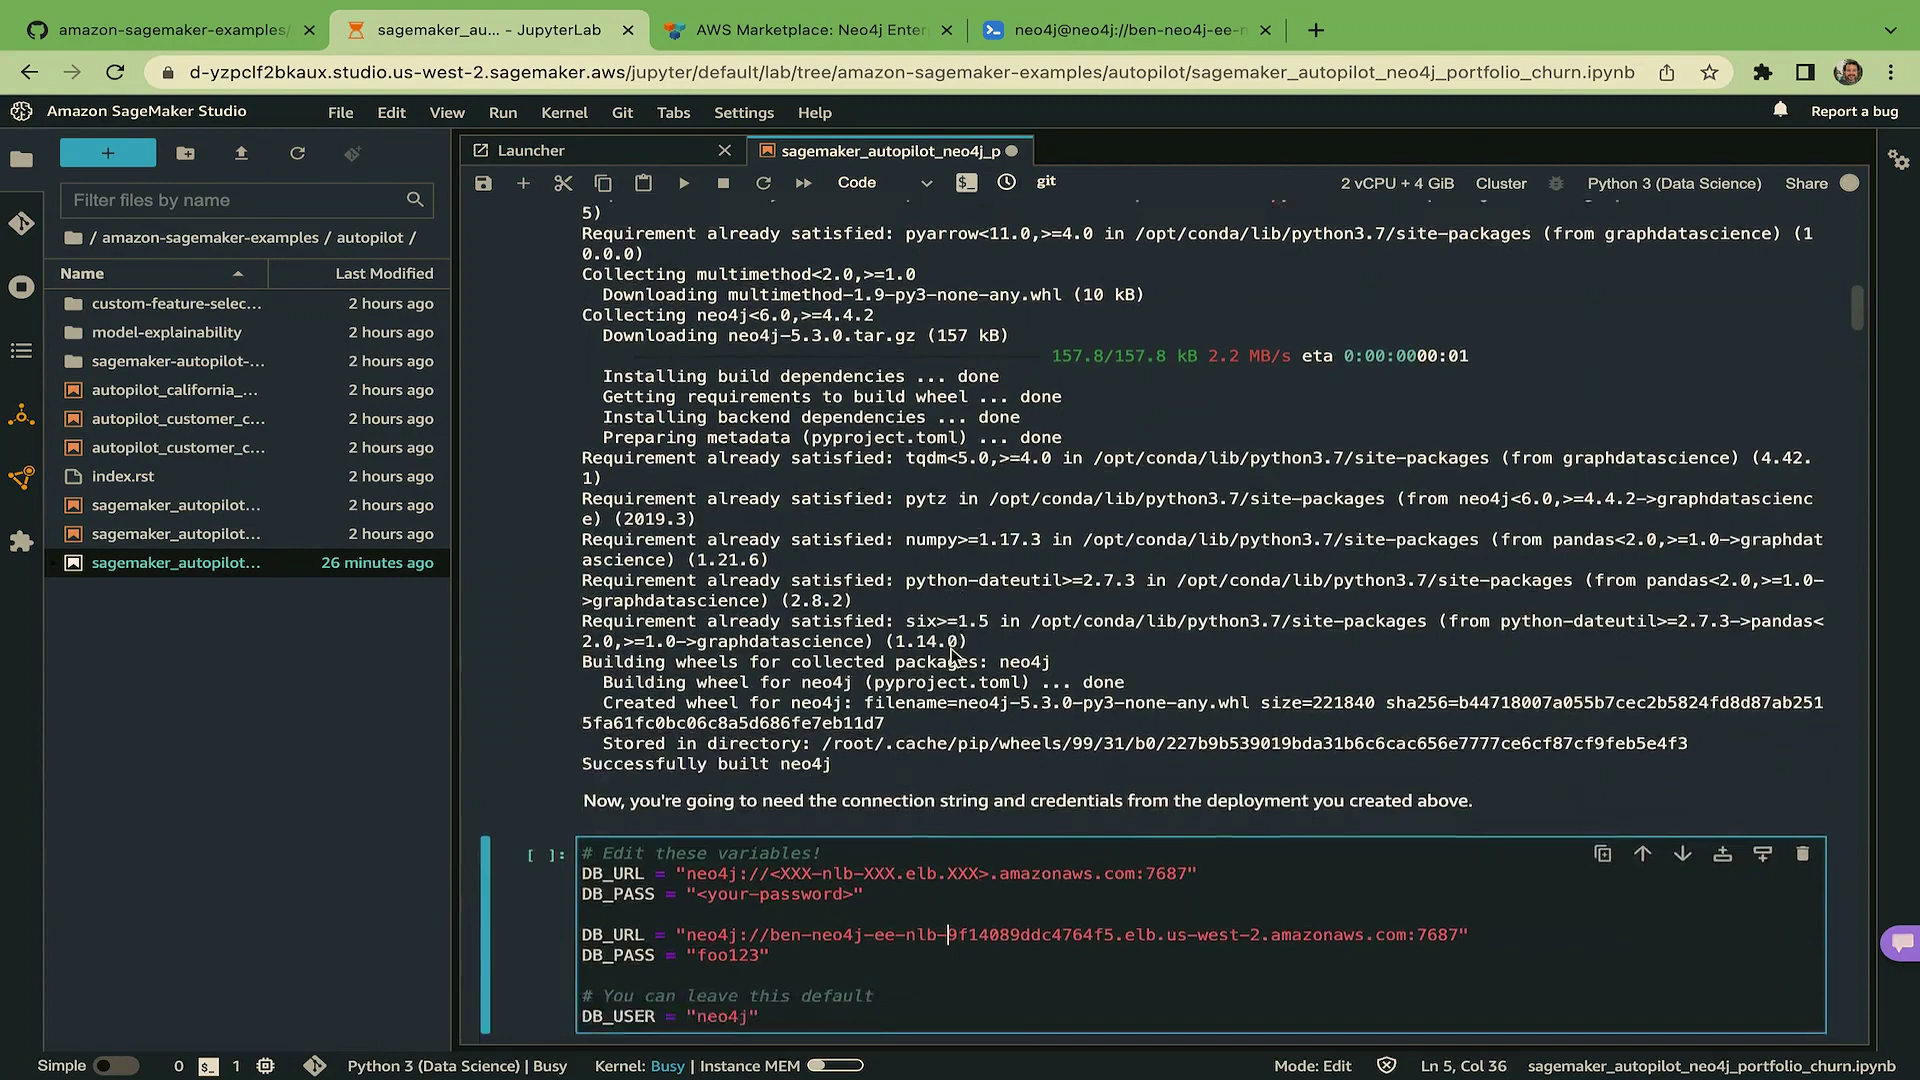 amazon-sagemaker-examples/
sagemaker_au... - JupyterLab
AWS Marketplace: Neo4j Enter
neo4j@neo4j://ben-neo4j-ee-n
d-yzpclf2bkaux.studio.us-west-2.sagemaker.aws/jupyter/default/lab/tree/amazon-sagemaker-examples/autopilot/sagemaker_autopilot_neo4j_portfolio_churn.ipynb
Amazon SageMaker Studio
File Edit View Run Kernel Git Tabs Settings Help
Report a bug
Launcher
sagemaker_autopilot_neo4j_p
Code
git
2 vCPU + 4 GiB
Cluster
Python 3 (Data Science)
Share
Filter files by name
/ amazon-sagemaker-examples / autopilot /
Name
Last Modified
custom-feature-selec... 2 hours ago
model-explainability 2 hours ago
sagemaker-autopilot-... 2 hours ago
autopilot_california_... 2 hours ago
autopilot_customer_c... 2 hours ago
autopilot_customer_c... 2 hours ago
index.rst 2 hours ago
sagemaker_autopilot... 2 hours ago
sagemaker_autopilot... 2 hours ago
sagemaker_autopilot... 26 minutes ago
5)
Requirement already satisfied: pyarrow<11.0,>=4.0 in /opt/conda/lib/python3.7/site-packages (from graphdatascience) (1
0.0.0)
Collecting multimethod<2.0,>=1.0
Downloading multimethod-1.9-py3-none-any.whl (10 kB)
Collecting neo4j<6.0,>=4.4.2
Downloading neo4j-5.3.0.tar.gz (157 kB)
157.8/157.8 kB 2.2 MB/s eta 0:00:0000:01
Installing build dependencies ... done
Getting requirements to build wheel ... done
Installing backend dependencies ... done
Preparing metadata (pyproject.toml) ... done
Requirement already satisfied: tqdm<5.0,>=4.0 in /opt/conda/lib/python3.7/site-packages (from graphdatascience) (4.42.
1)
Requirement already satisfied: pytz in /opt/conda/lib/python3.7/site-packages (from neo4j<6.0,>=4.4.2->graphdatascienc
e) (2019.3)
Requirement already satisfied: numpy>=1.17.3 in /opt/conda/lib/python3.7/site-packages (from pandas<2.0,>=1.0->graphdat
ascience) (1.21.6)
Requirement already satisfied: python-dateutil>=2.7.3 in /opt/conda/lib/python3.7/site-packages (from pandas<2.0,>=1.0-
>graphdatascience) (2.8.2)
Requirement already satisfied: six>=1.5 in /opt/conda/lib/python3.7/site-packages (from python-dateutil>=2.7.3->pandas<
2.0,>=1.0->graphdatascience) (1.14.0)
Building wheels for collected packages: neo4j
Building wheel for neo4j (pyproject.toml) ... done
Created wheel for neo4j: filename=neo4j-5.3.0-py3-none-any.whl size=221840 sha256=b44718007a055b7cec2b5824fd8d87ab251
5fa61fc0bc06c8a5d686fe7eb11d7
Stored in directory: /root/.cache/pip/wheels/99/31/b0/227b9b539019bda31b6c6cac656e7777ce6cf87cf9feb5e4f3
Successfully built neo4j
Now, you're going to need the connection string and credentials from the deployment you created above.
[ ]:
# Edit these variables!
DB_URL = "neo4j://<XXX-nlb-XXX.elb.XXX>.amazonaws.com:7687"
DB_PASS = "<your-password>"
DB_URL = "neo4j://ben-neo4j-ee-nlb-9f14089ddc4764f5.elb.us-west-2.amazonaws.com:7687"
DB_PASS = "foo123"
# You can leave this default
DB_USER = "neo4j"
Simple
0
1
Python 3 (Data Science) | Busy
Kernel: Busy | Instance MEM
Mode: Edit
Ln 5, Col 36
sagemaker_autopilot_neo4j_portfolio_churn.ipynb